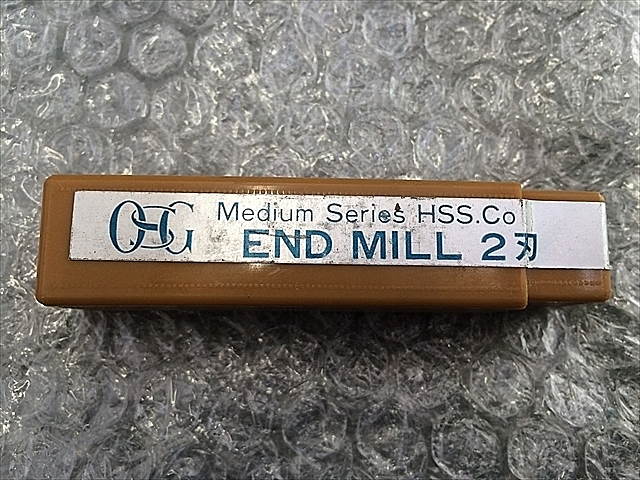 OSG
Medium Series HSS.Co
END MILL 2刃